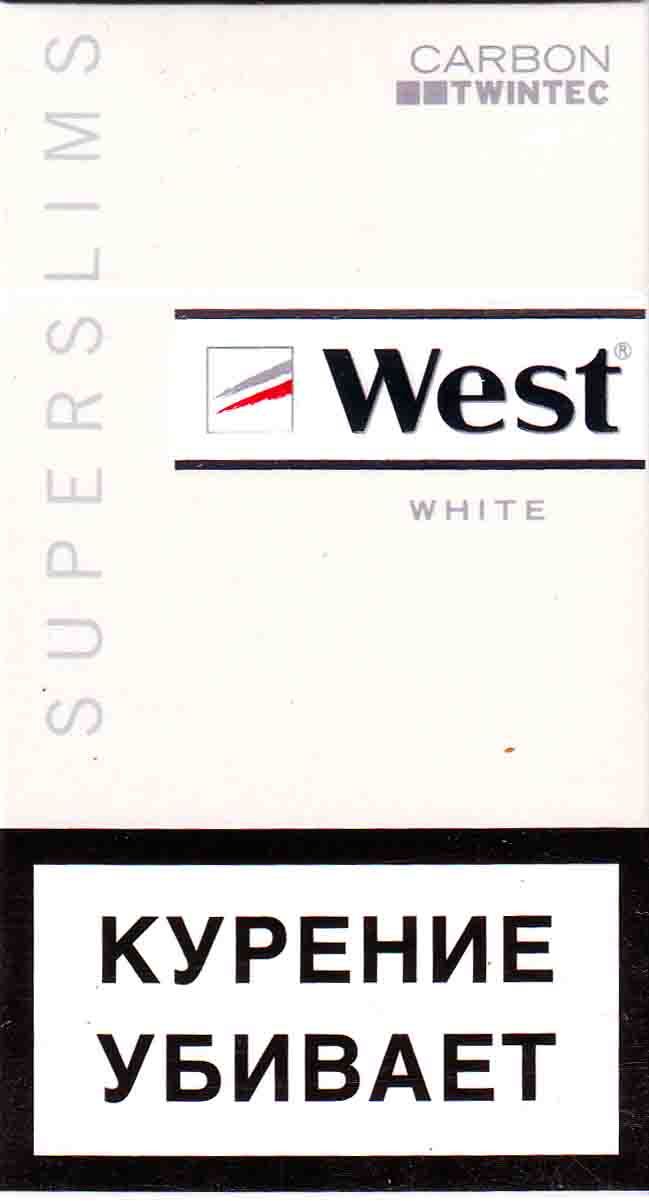 SUPERSLIMS
CARBON
TWINTEC
West®
WHITE
КУРЕНИЕ
УБИВАЕТ